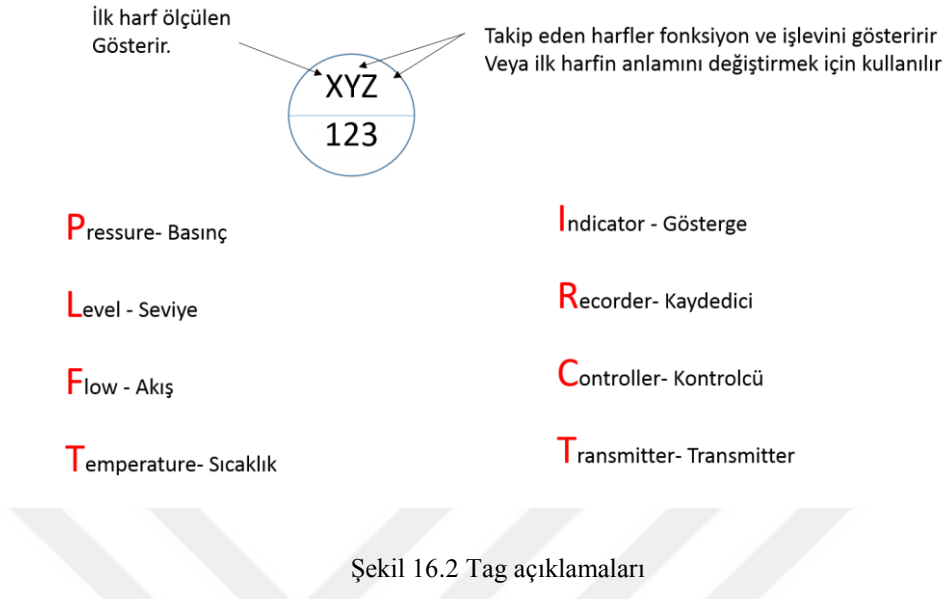 İlk harf ölçülen
Gösterir.
Takip eden harfler fonksiyon ve işlevini gösteririr
Veya ilk harfin anlamını değiştirmek için kullanılır
XYZ
123
Pressure- Basınç
Level - Seviye
Flow - Akış
Temperature- Sıcaklık
Indicator - Gösterge
Recorder- Kaydedici
Controller- Kontrolcü
Transmitter- Transmitter
Şekil 16.2 Tag açıklamaları